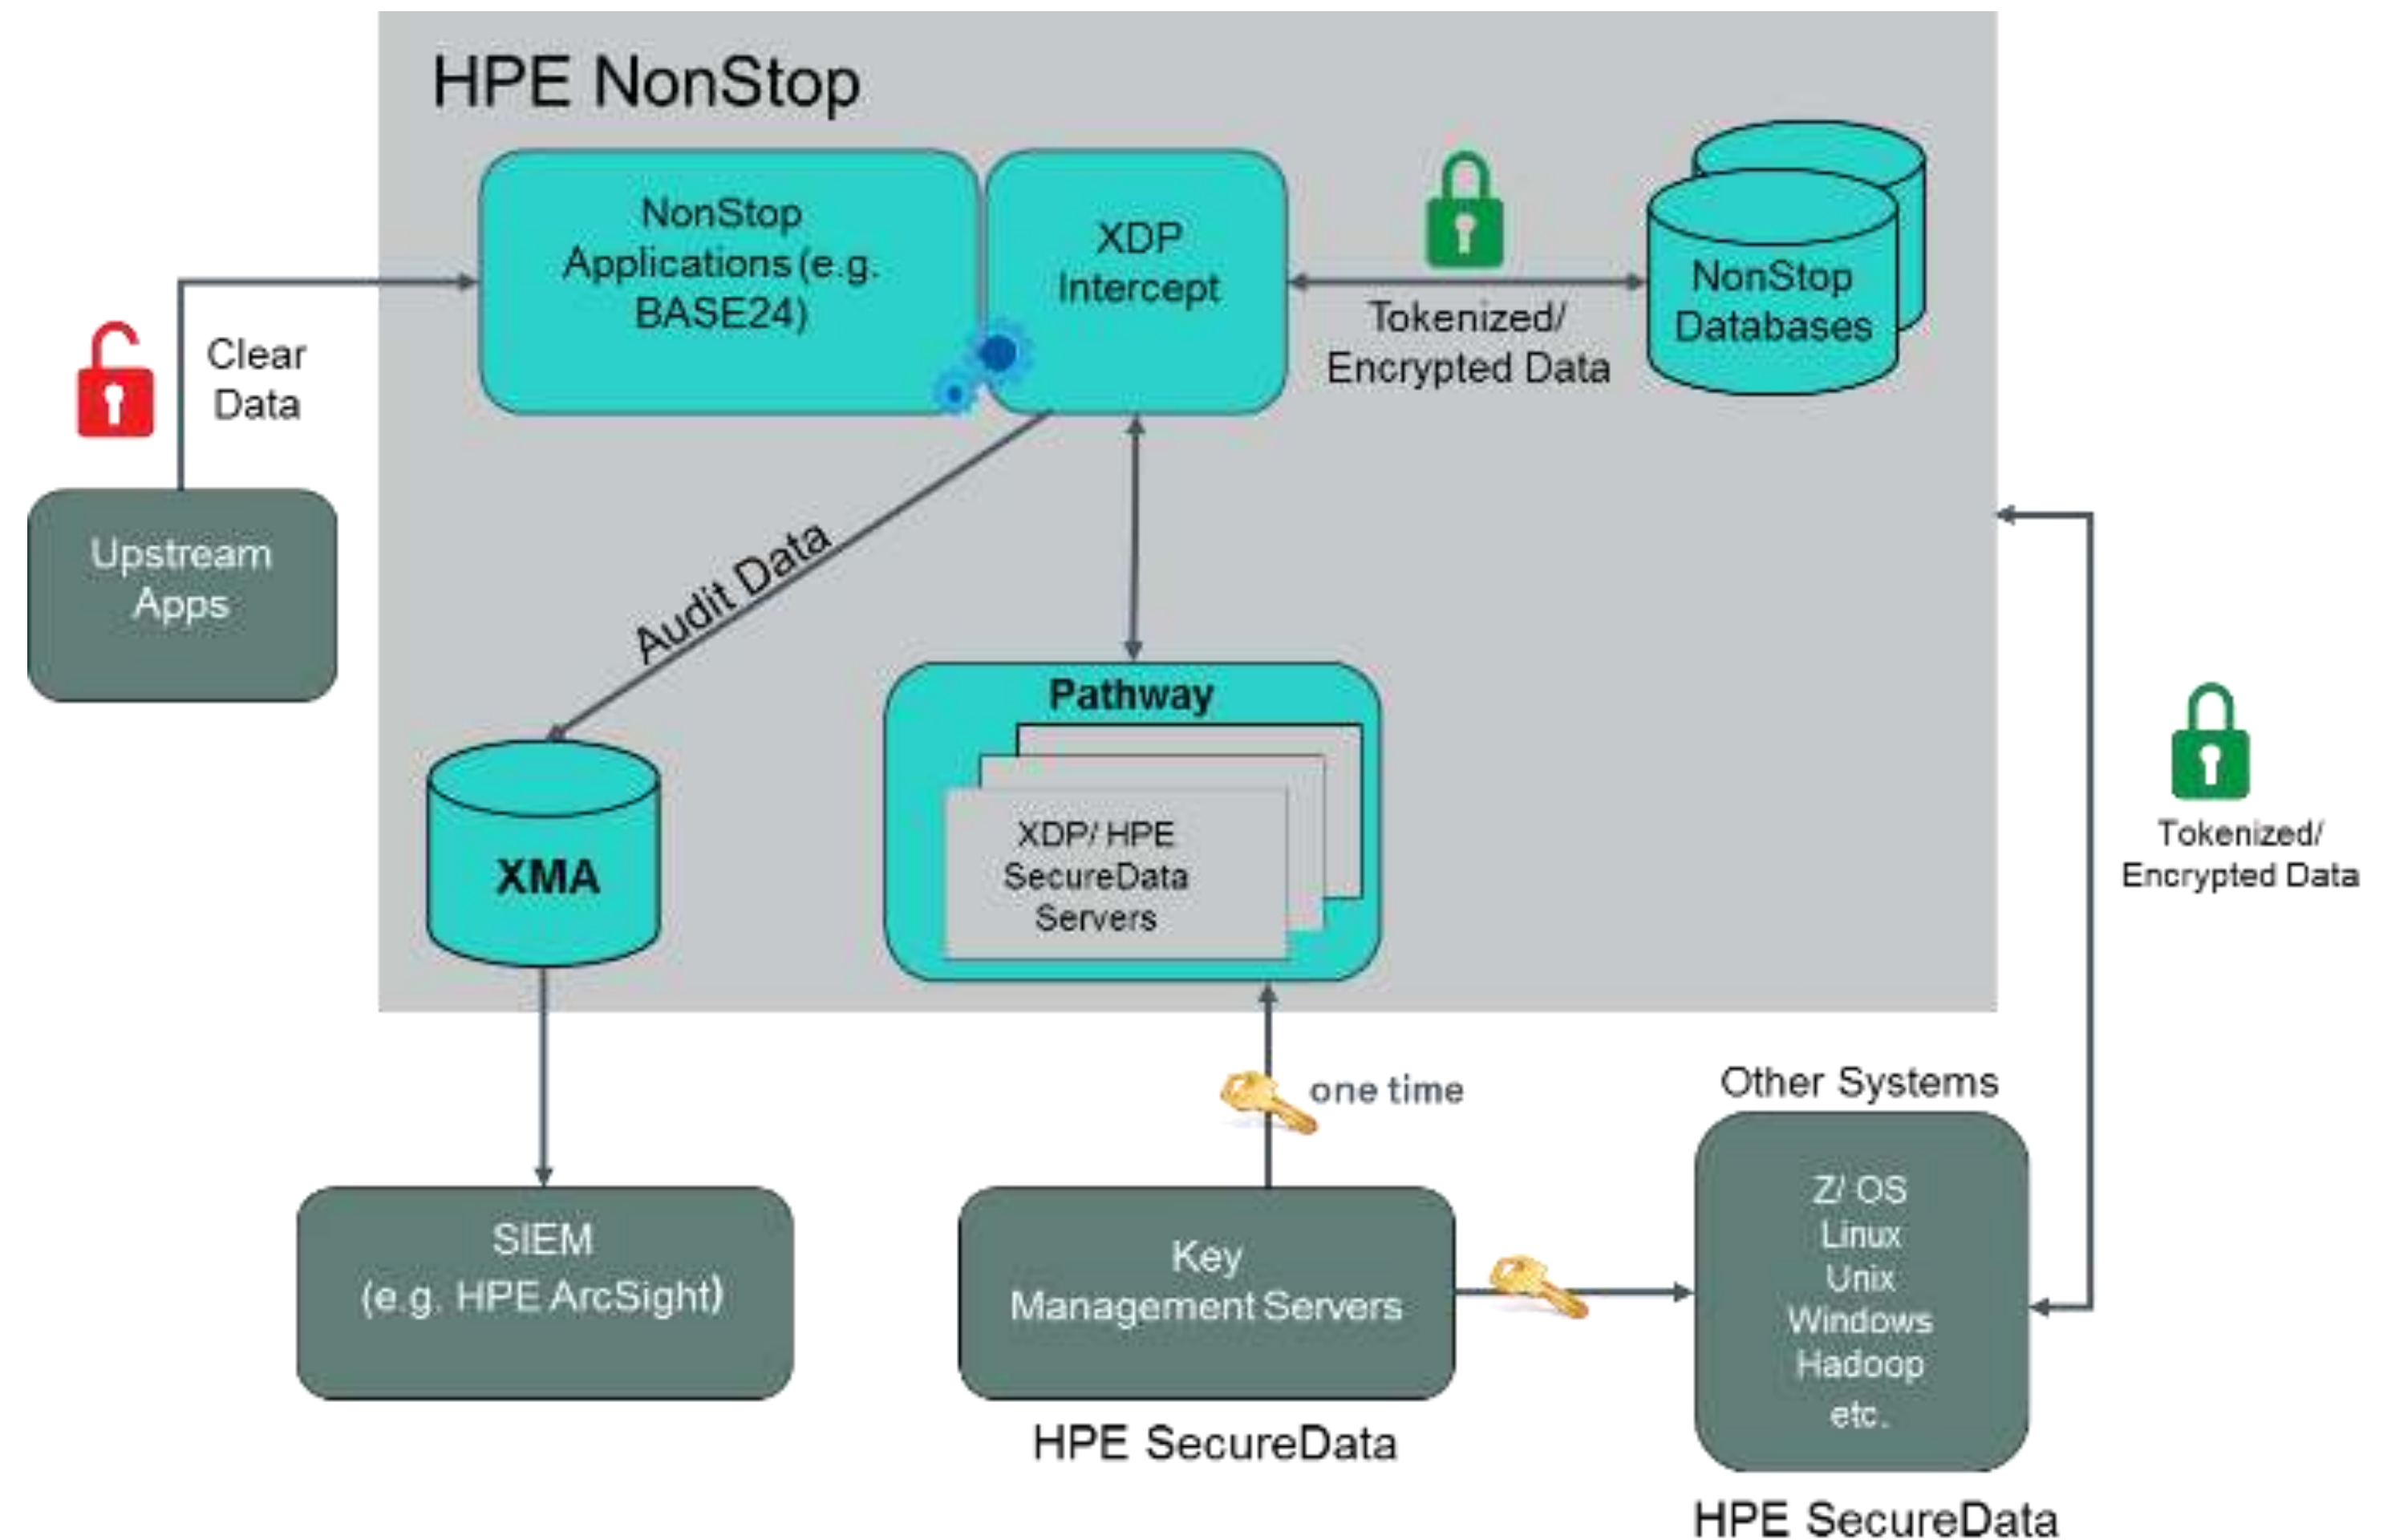 HPE NonStop
NonStop
Applications (e.g.
BASE24)
XDP
Intercept
Tokenized/
Encrypted Data
NonStop
Databases
Clear
Data
Upstream
Apps
Audit Data
Pathway
XDP/ HPE
SecureData
Servers
XMA
Tokenized/
Encrypted Data
one time
Other Systems
SIEM
(e.g. HPE ArcSight)
Key
Management Servers
HPE SecureData
Z/ OS
Linux
Unix
Windows
Hadoop
etc.
HPE SecureData